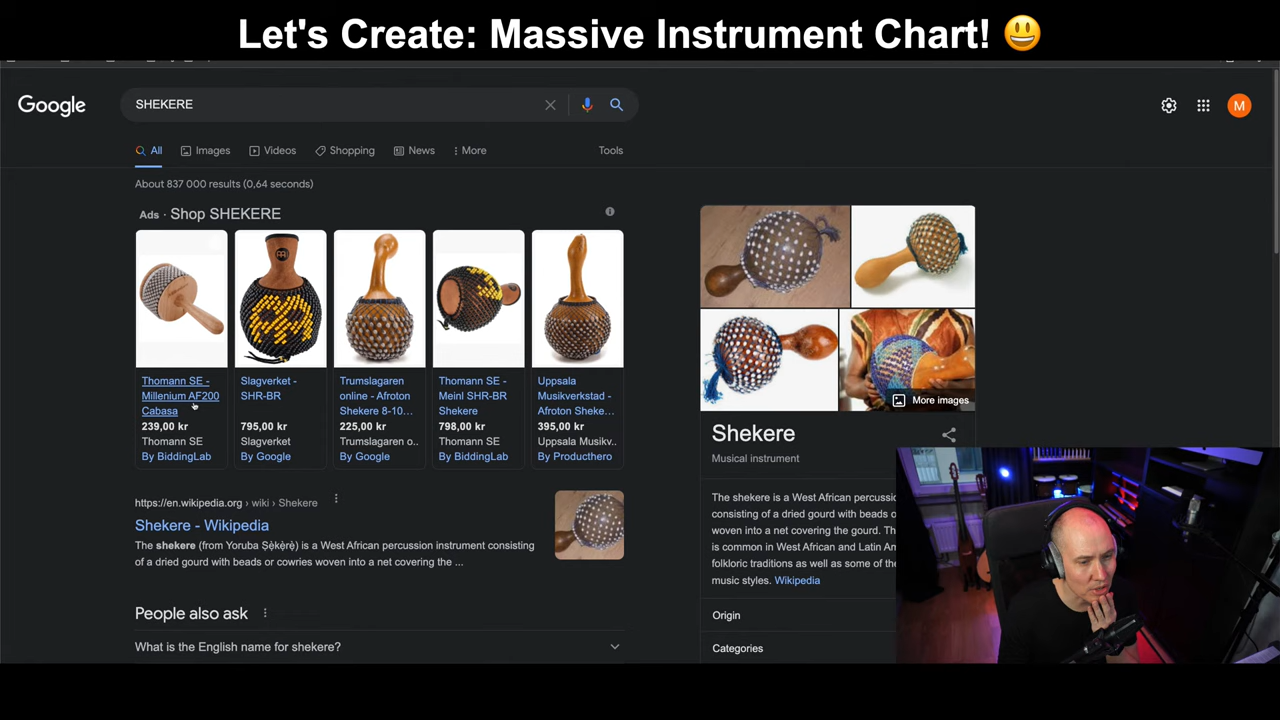 Let's Create: Massive Instrument Chart! 😃
Google
SHEKERE
M
All
Images
Videos
Shopping
News
More
Tools
About 837 000 results (0,64 seconds)
Ads · Shop SHEKERE
Thomann SE -
Millenium AF200
Cabasa
239,00 kr
Thomann SE
By BiddingLab
Slagverket -
SHR-BR
795,00 kr
Slagverket
By Google
Trumslagaren
online - Afroton
Shekere 8-10...
225,00 kr
Trumslagaren o..
By Google
Thomann SE -
Meinl SHR-BR
Shekere
798,00 kr
Thomann SE
By BiddingLab
Uppsala
Musikverkstad -
Afroton Sheke...
395,00 kr
Uppsala Musikv..
By Producthero
https://en.wikipedia.org › wiki › Shekere
Shekere - Wikipedia
The shekere (from Yoruba Ṣẹ̀kẹ̀rẹ̀) is a West African percussion instrument consisting
of a dried gourd with beads or cowries woven into a net covering the ...
People also ask
What is the English name for shekere?
More images
Shekere
Musical instrument
The shekere is a West African percussic
consisting of a dried gourd with beads o
woven into a net covering the gourd. Th
is common in West African and Latin Am
folkloric traditions as well as some of the
music styles. Wikipedia
Origin
Categories